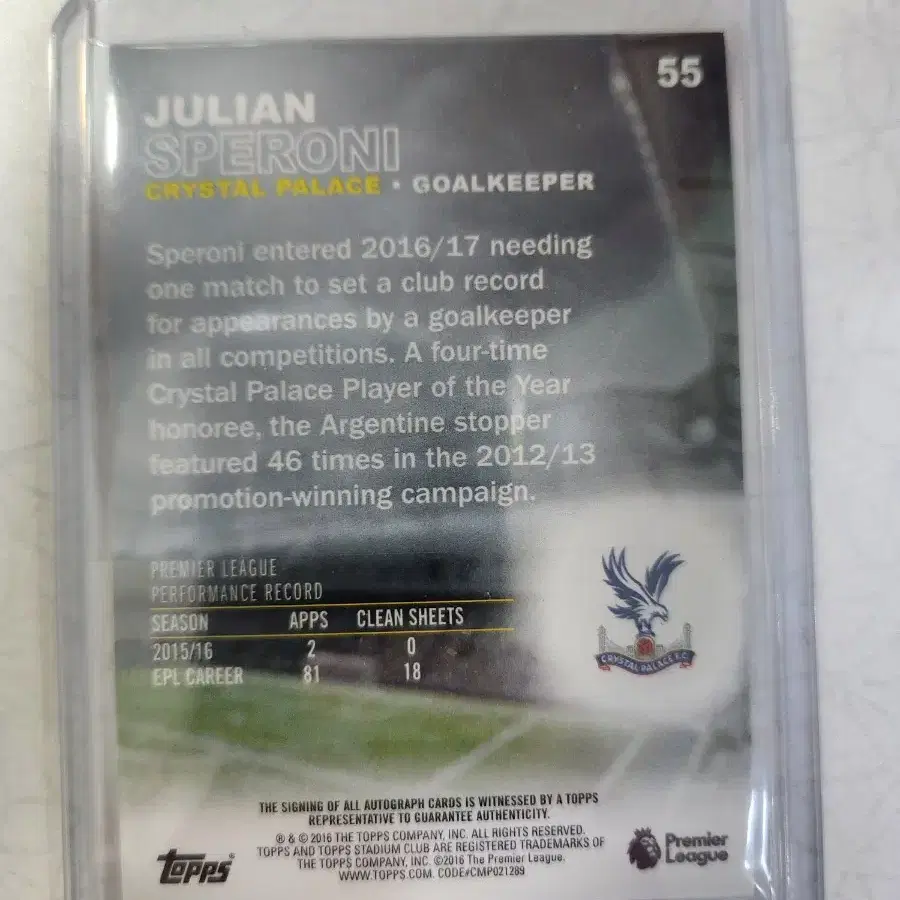 55
JULIAN
SPERONI
CRYSTAL PALACE • GOALKEEPER
Speroni entered 2016/17 needing
one match to set a club record
for appearances by a goalkeeper
in all competitions. A four-time
Crystal Palace Player of the Year
honoree, the Argentine stopper
featured 46 times in the 2012/13
promotion-winning campaign.
PREMIER LEAGUE
PERFORMANCE RECORD
SEASON APPS CLEAN SHEETS
2015/16 2 0
EPL CAREER 81 18
CRYSTAL PALACE F.C.
THE SIGNING OF ALL AUTOGRAPH CARDS IS WITNESSED BY A TOPPS
REPRESENTATIVE TO GUARANTEE AUTHENTICITY.
® & © 2016 THE TOPPS COMPANY, INC. ALL RIGHTS RESERVED.
TOPPS AND TOPPS STADIUM CLUB ARE REGISTERED TRADEMARKS OF
THE TOPPS COMPANY, INC. ©2016 The Premier League.
WWW.TOPPS.COM. CODE#CMP021289
topps®
Premier
League